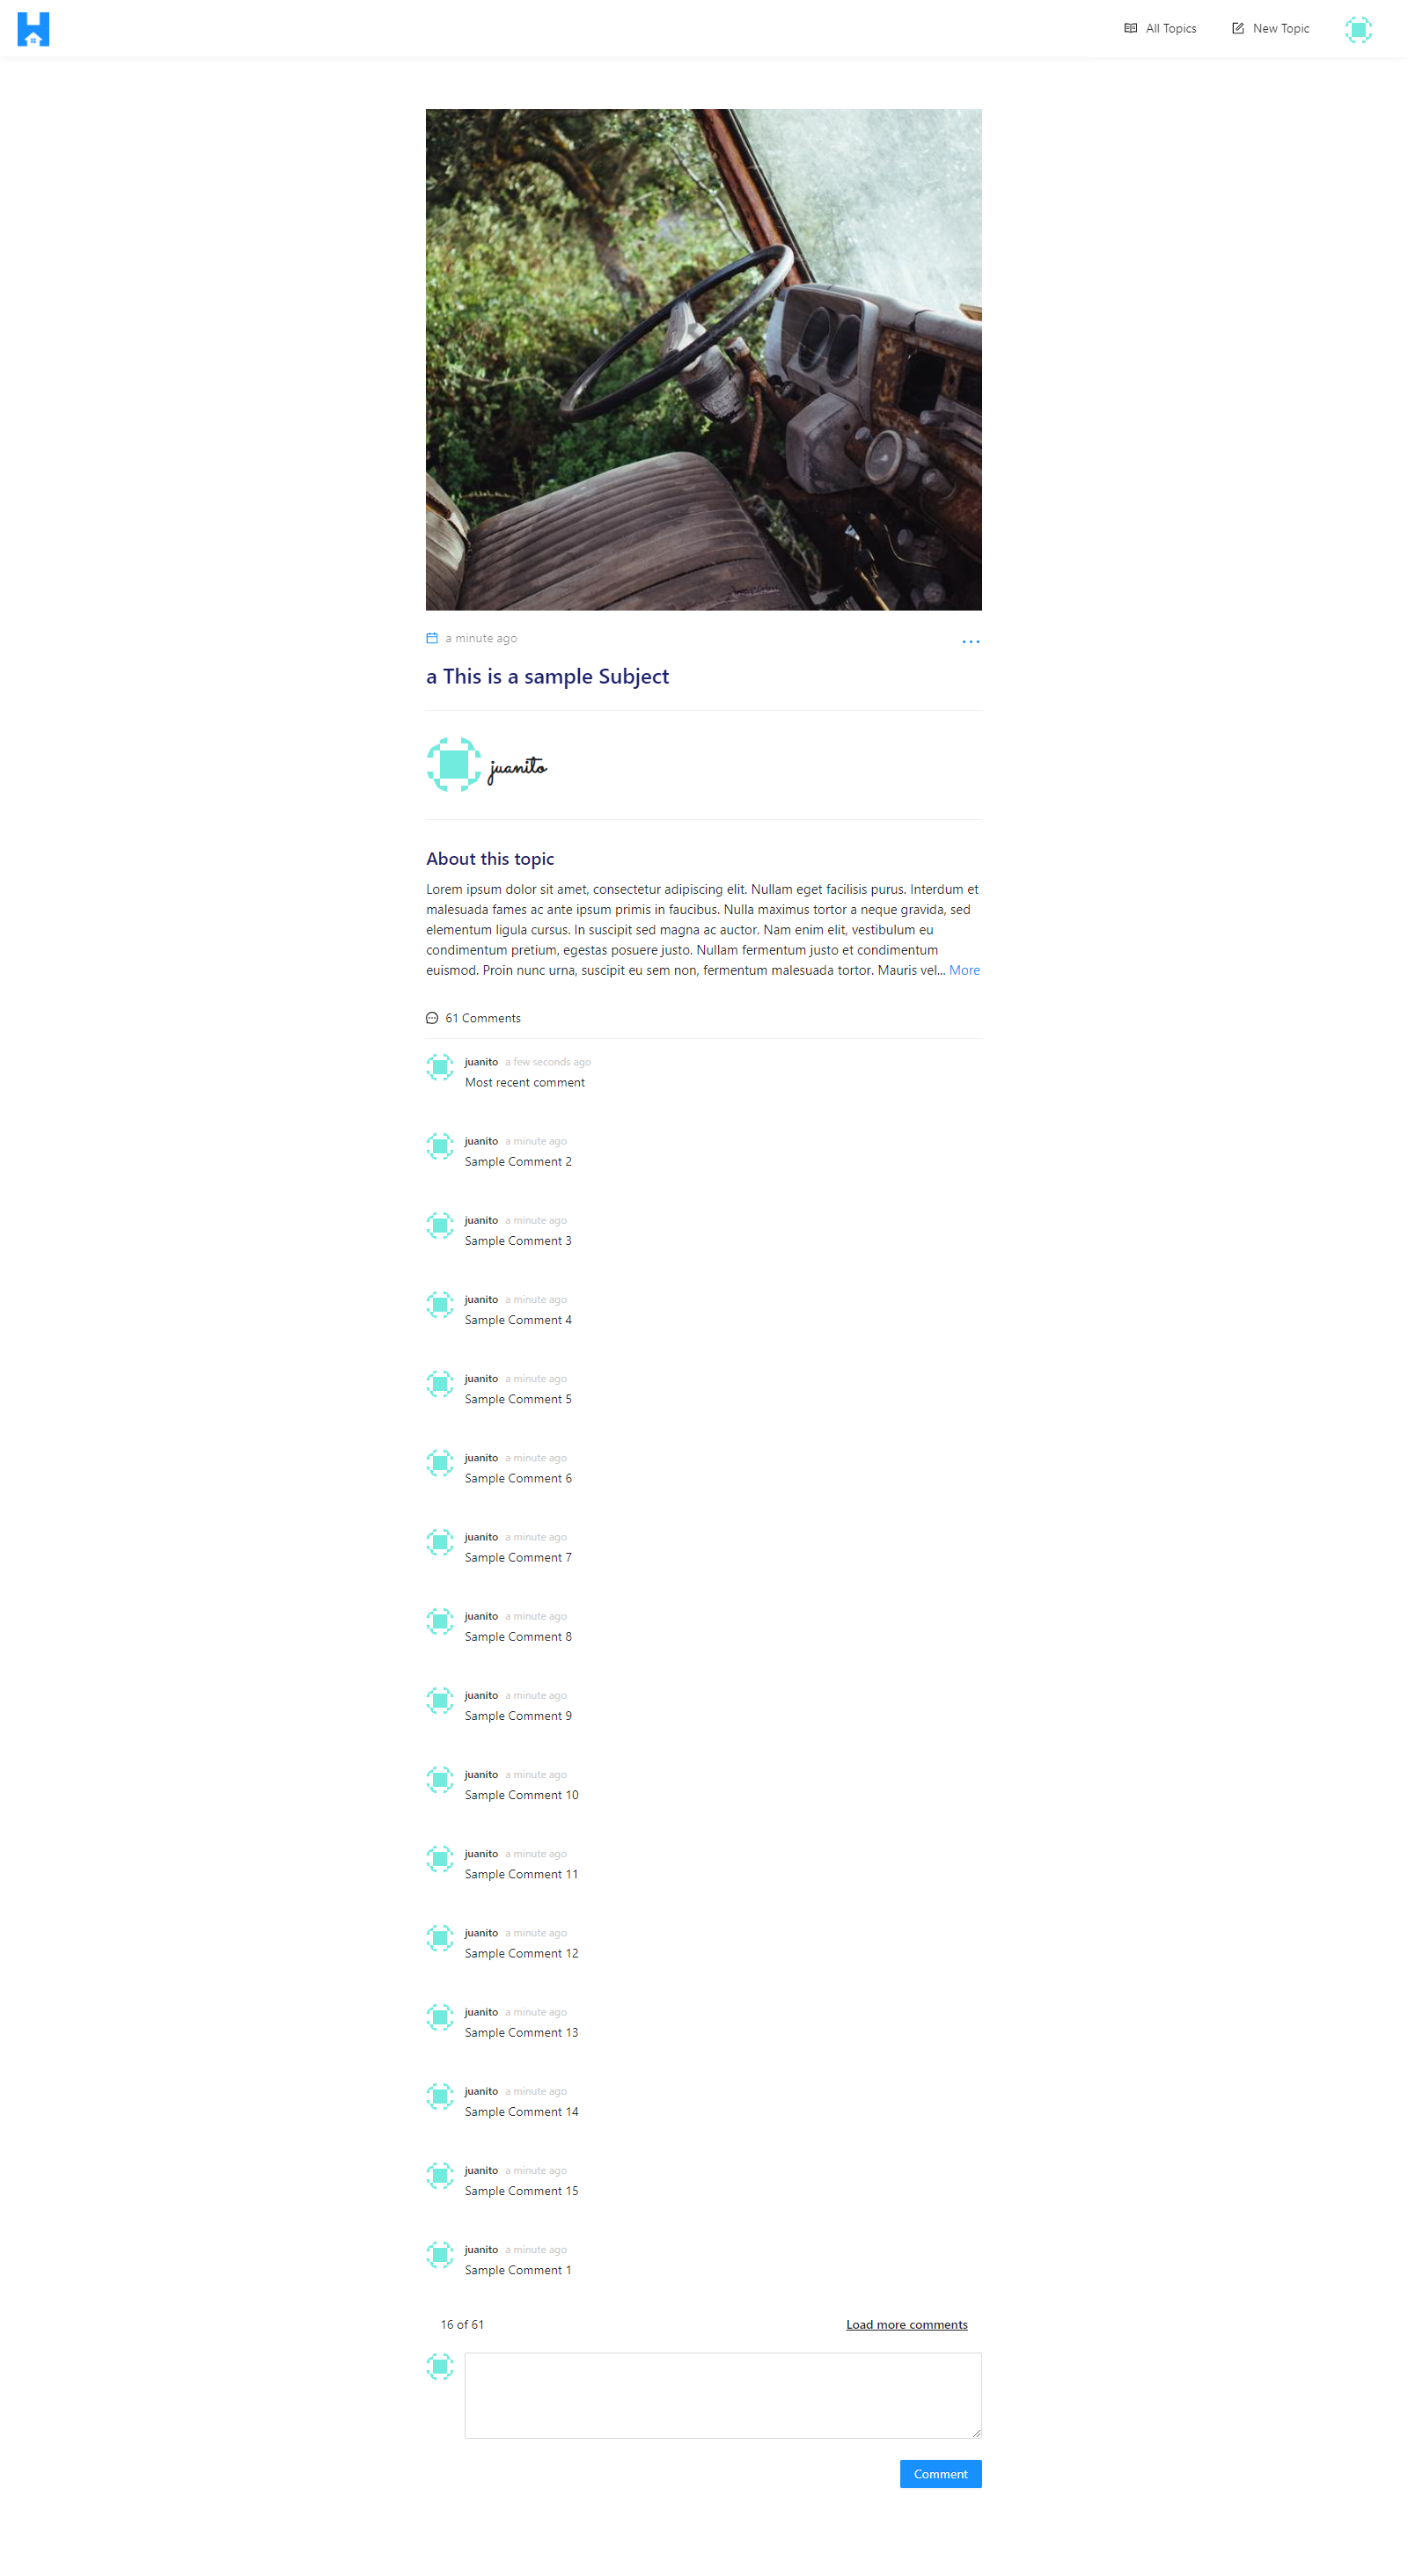 All Topics
New Topic
a minute ago
a This is a sample Subject
juanito
About this topic
Lorem ipsum dolor sit amet, consectetur adipiscing elit. Nullam eget facilisis purus. Interdum et
malesuada fames ac ante ipsum primis in faucibus. Nulla maximus tortor a neque gravida, sed
elementum ligula cursus. In suscipit sed magna ac auctor. Nam enim elit, vestibulum eu
condimentum pretium, egestas posuere justo. Nullam fermentum justo et condimentum
euismod. Proin nunc urna, suscipit eu sem non, fermentum malesuada tortor. Mauris vel... More
61 Comments
juanito a few seconds ago
Most recent comment
juanito a minute ago
Sample Comment 2
juanito a minute ago
Sample Comment 3
juanito a minute ago
Sample Comment 4
juanito a minute ago
Sample Comment 5
juanito a minute ago
Sample Comment 6
juanito a minute ago
Sample Comment 7
juanito a minute ago
Sample Comment 8
juanito a minute ago
Sample Comment 9
juanito a minute ago
Sample Comment 10
juanito a minute ago
Sample Comment 11
juanito a minute ago
Sample Comment 12
juanito a minute ago
Sample Comment 13
juanito a minute ago
Sample Comment 14
juanito a minute ago
Sample Comment 15
juanito a minute ago
Sample Comment 1
16 of 61
Load more comments
Comment